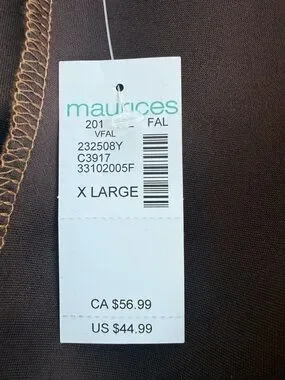 maurices
201 FAL
VFAL
232508Y
C3917
33102005F
X LARGE
CA $56.99
US $44.99